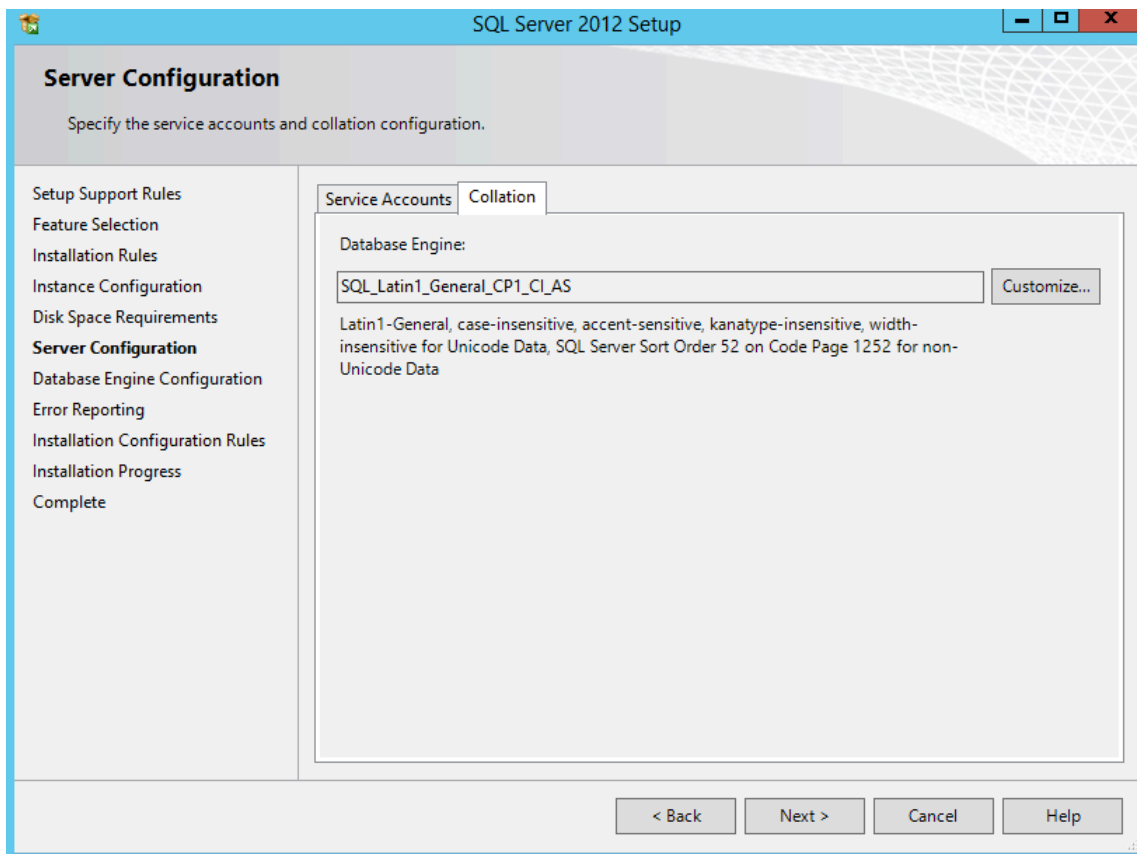 SQL Server 2012 Setup
Server Configuration
Specify the service accounts and collation configuration.
Setup Support Rules
Feature Selection
Installation Rules
Instance Configuration
Disk Space Requirements
Server Configuration
Database Engine Configuration
Error Reporting
Installation Configuration Rules
Installation Progress
Complete
Service Accounts
Collation
Database Engine:
SQL_Latin1_General_CP1_CI_AS
Customize...
Latin1-General, case-insensitive, accent-sensitive, kanatype-insensitive, width-
insensitive for Unicode Data, SQL Server Sort Order 52 on Code Page 1252 for non-
Unicode Data
< Back
Next >
Cancel
Help